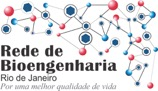 Rede de
Bioengenharia
Rio de Janeiro
Por uma melhor qualidade de vida